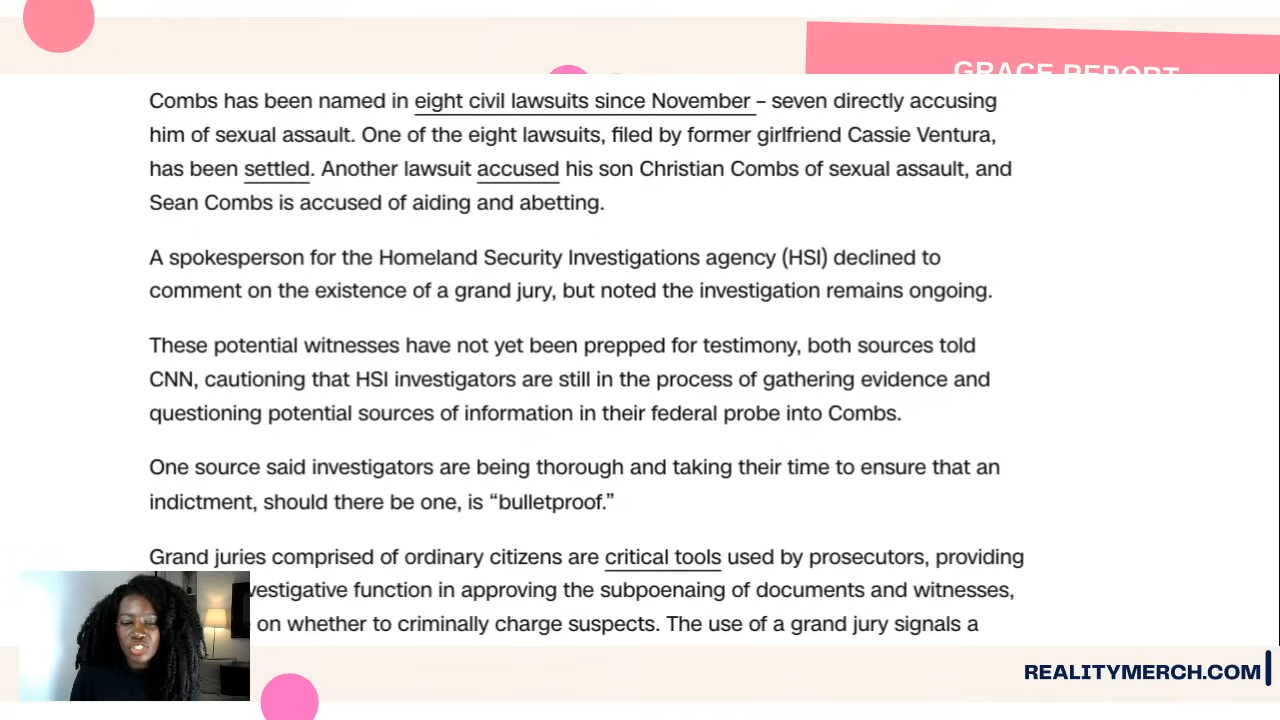 GRACE REPORT
Combs has been named in eight civil lawsuits since November – seven directly accusing
him of sexual assault. One of the eight lawsuits, filed by former girlfriend Cassie Ventura,
has been settled. Another lawsuit accused his son Christian Combs of sexual assault, and
Sean Combs is accused of aiding and abetting.
A spokesperson for the Homeland Security Investigations agency (HSI) declined to
comment on the existence of a grand jury, but noted the investigation remains ongoing.
These potential witnesses have not yet been prepped for testimony, both sources told
CNN, cautioning that HSI investigators are still in the process of gathering evidence and
questioning potential sources of information in their federal probe into Combs.
One source said investigators are being thorough and taking their time to ensure that an
indictment, should there be one, is “bulletproof.”
Grand juries comprised of ordinary citizens are critical tools used by prosecutors, providing
function in approving the subpoenaing of documents and witnesses,
on whether to criminally charge suspects. The use of a grand jury signals a
REALITYMERCH.COM